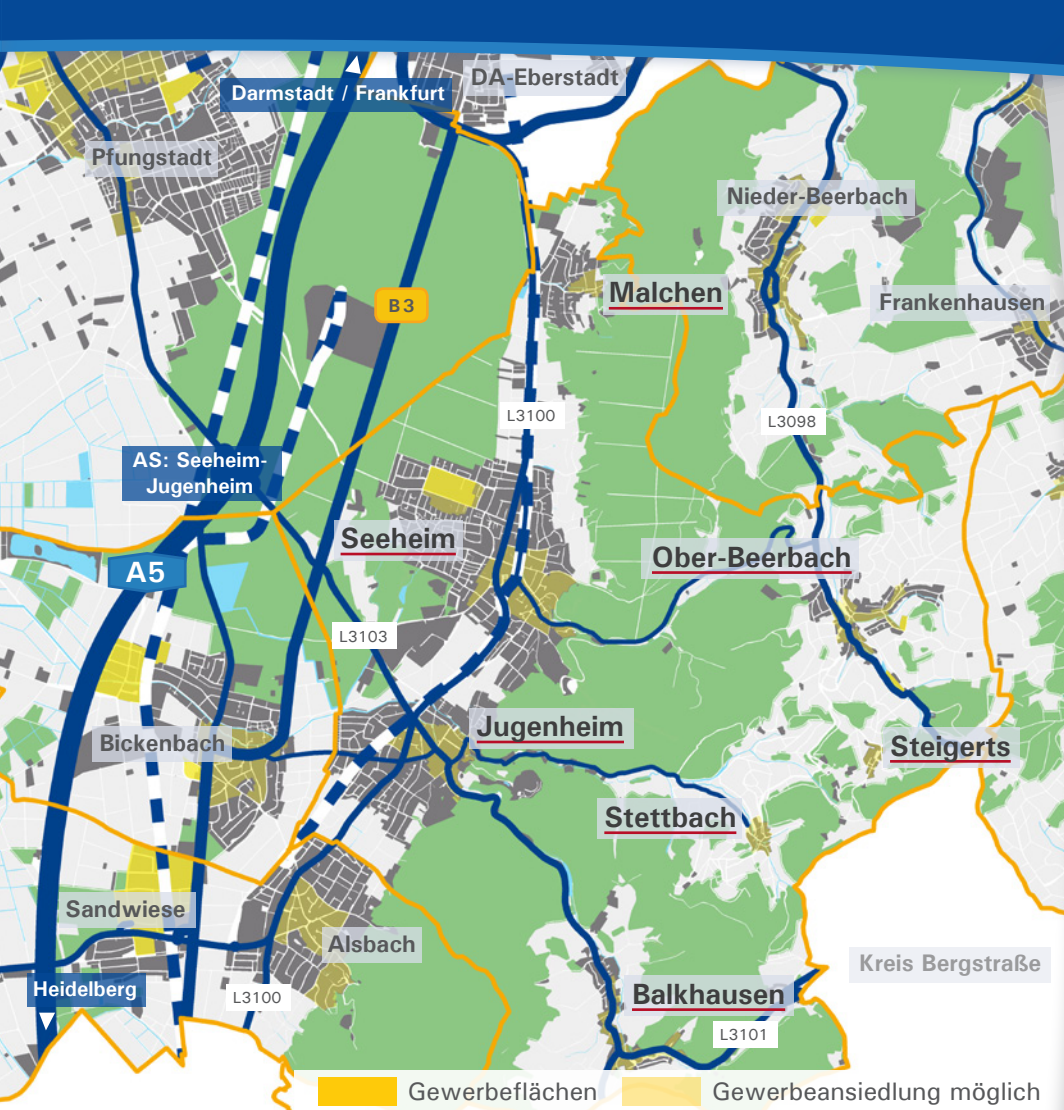 DA-Eberstadt
Darmstadt / Frankfurt
Pfungstadt
Nieder-Beerbach
Malchen
B 3
Frankenhausen
L3100
L3098
AS: Seeheim-
Jugenheim
Seeheim
Ober-Beerbach
A5
L3103
Jugenheim
Bickenbach
Steigerts
Stettbach
Sandwiese
Alsbach
Kreis Bergstraße
Heidelberg
L3100
Balkhausen
L3101
Gewerbeflächen
Gewerbeansiedlung möglich